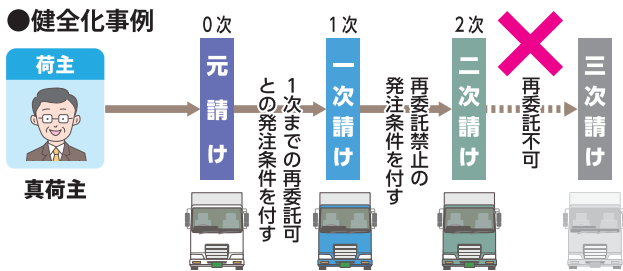 ●健全化事例
荷主
真荷主
0次
元請け
1次までの再委託可
との発注条件を付す
1次
一次請け
再委託禁止の
発注条件を付す
2次
二次請け
再委託不可
三次請け